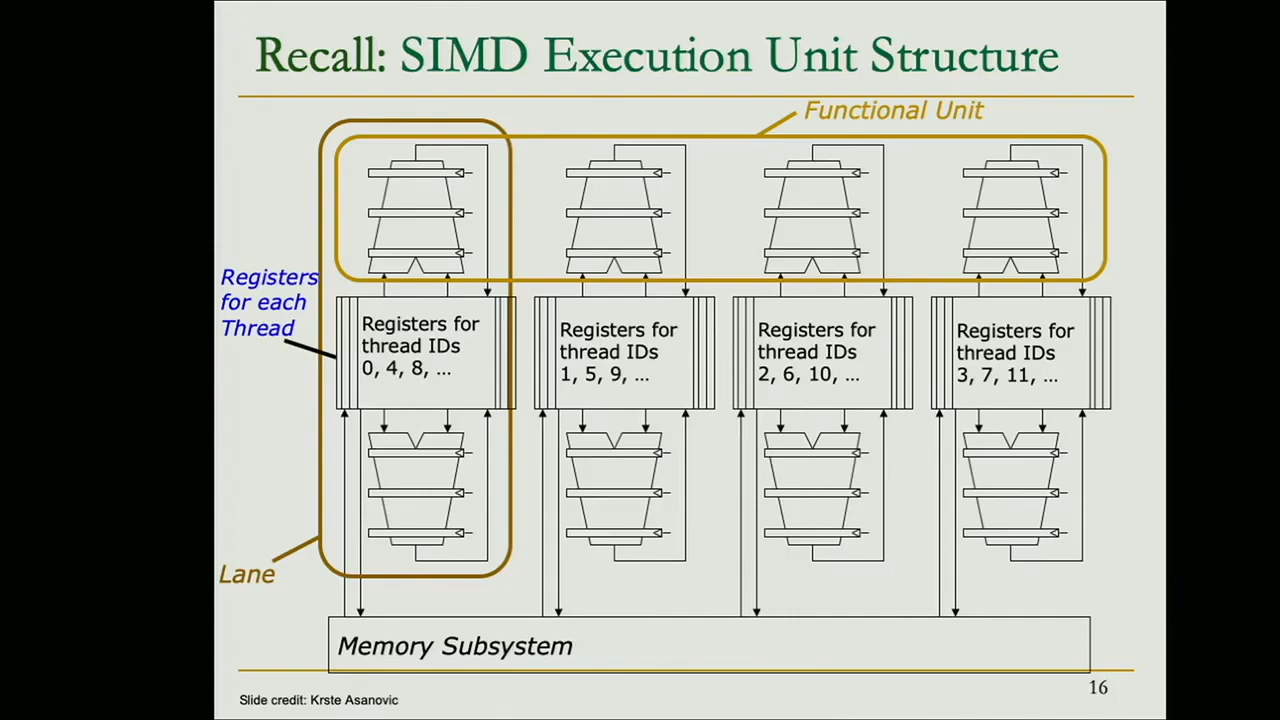 Recall: SIMD Execution Unit Structure
Functional Unit
Registers
for each
Thread
Registers for
thread IDs
0, 4, 8, …
Registers for
thread IDs
1, 5, 9, …
Registers for
thread IDs
2, 6, 10, …
Registers for
thread IDs
3, 7, 11, …
Lane
Memory Subsystem
Slide credit: Krste Asanovic
16